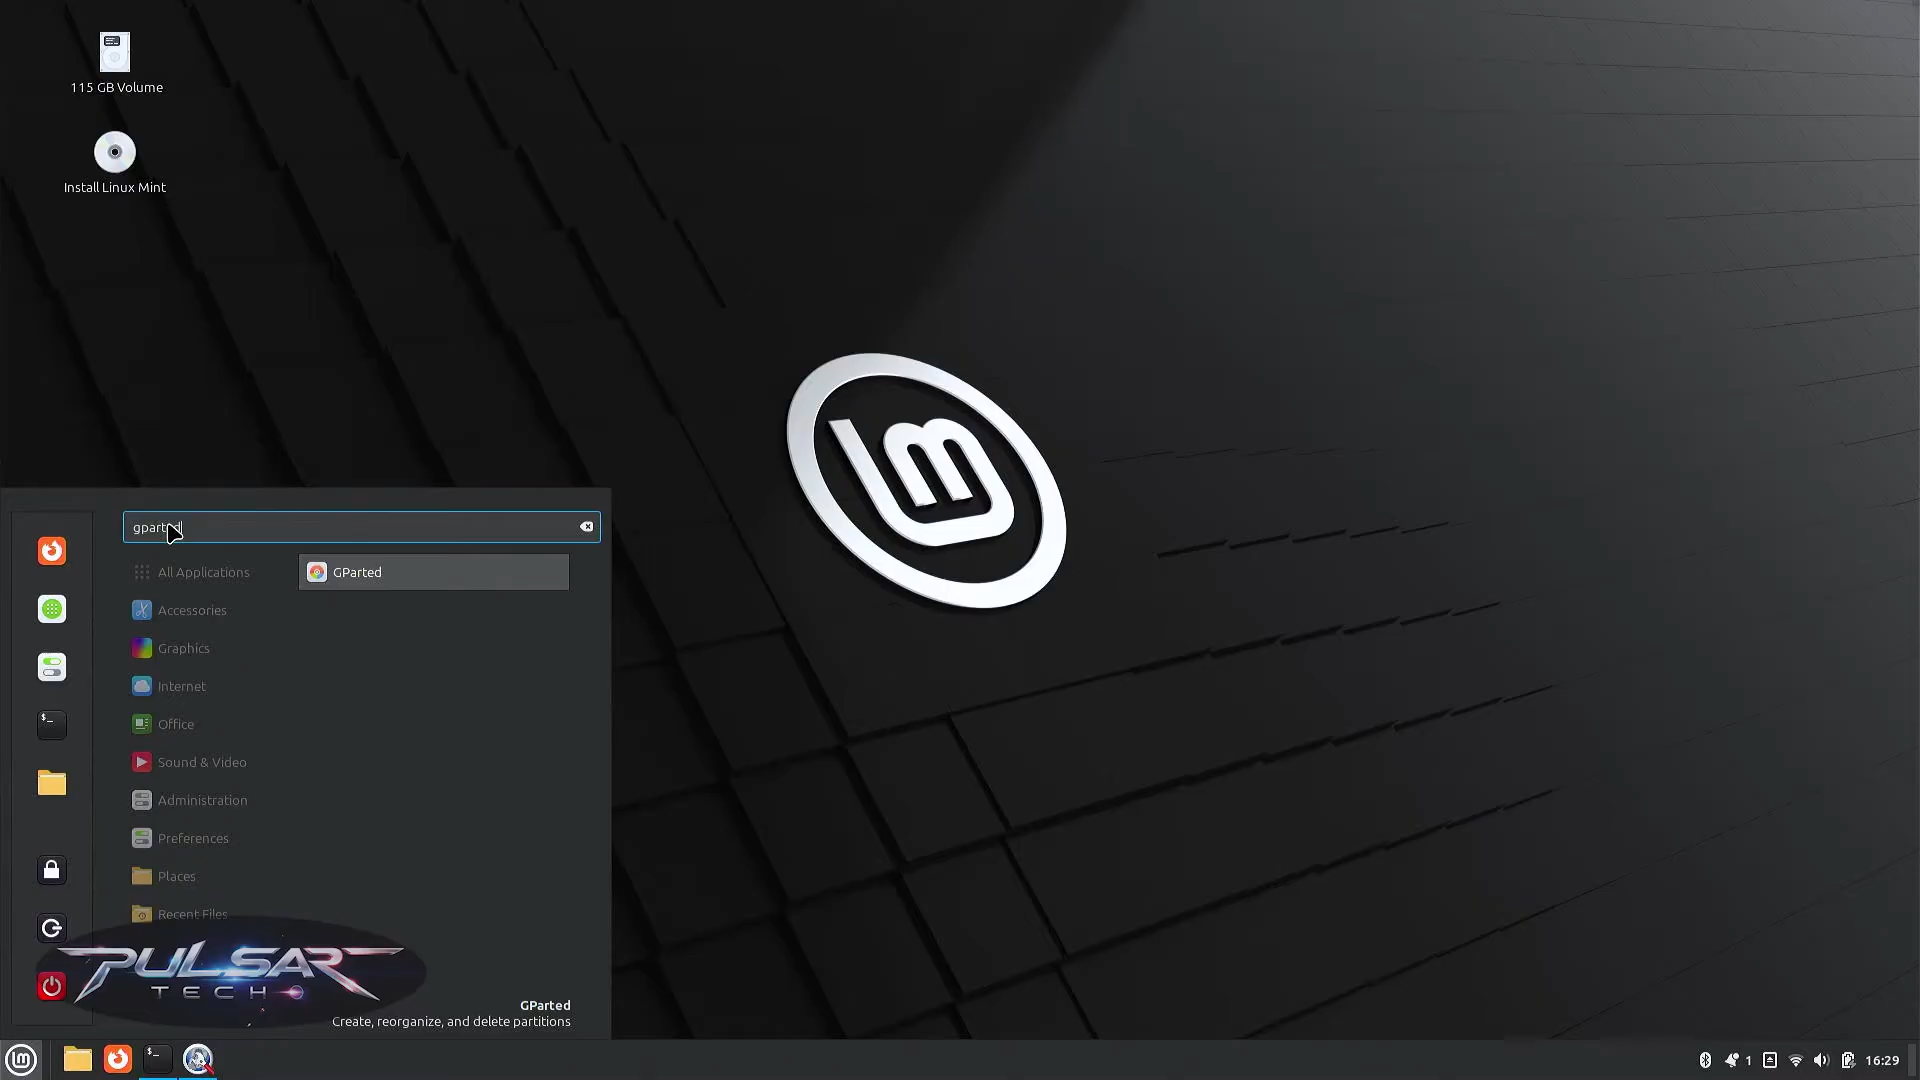 115 GB Volume
Install Linux Mint
lm
gparted
All Applications
GParted
Accessories
Graphics
Internet
Office
Sound & Video
Administration
Preferences
Places
Recent Files
PULSAR
TECH
GParted
Create, reorganize, and delete partitions
1
16:29